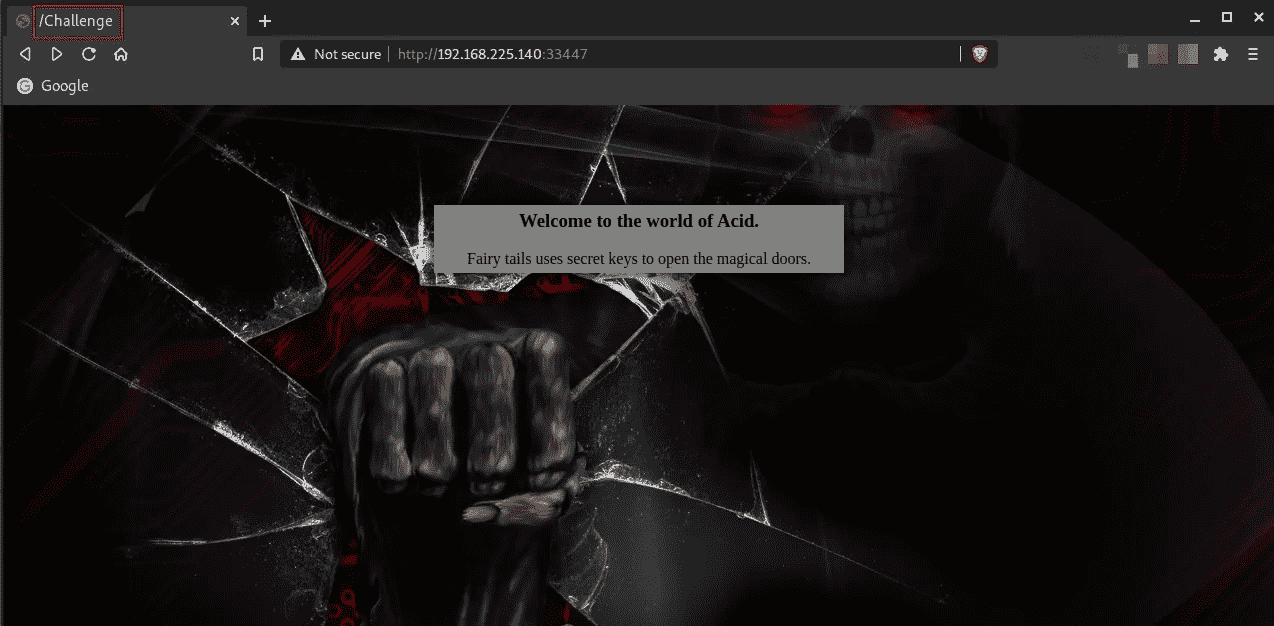 /Challenge
Not secure http://192.168.225.140:33447
Google
Welcome to the world of Acid.
Fairy tails uses secret keys to open the magical doors.